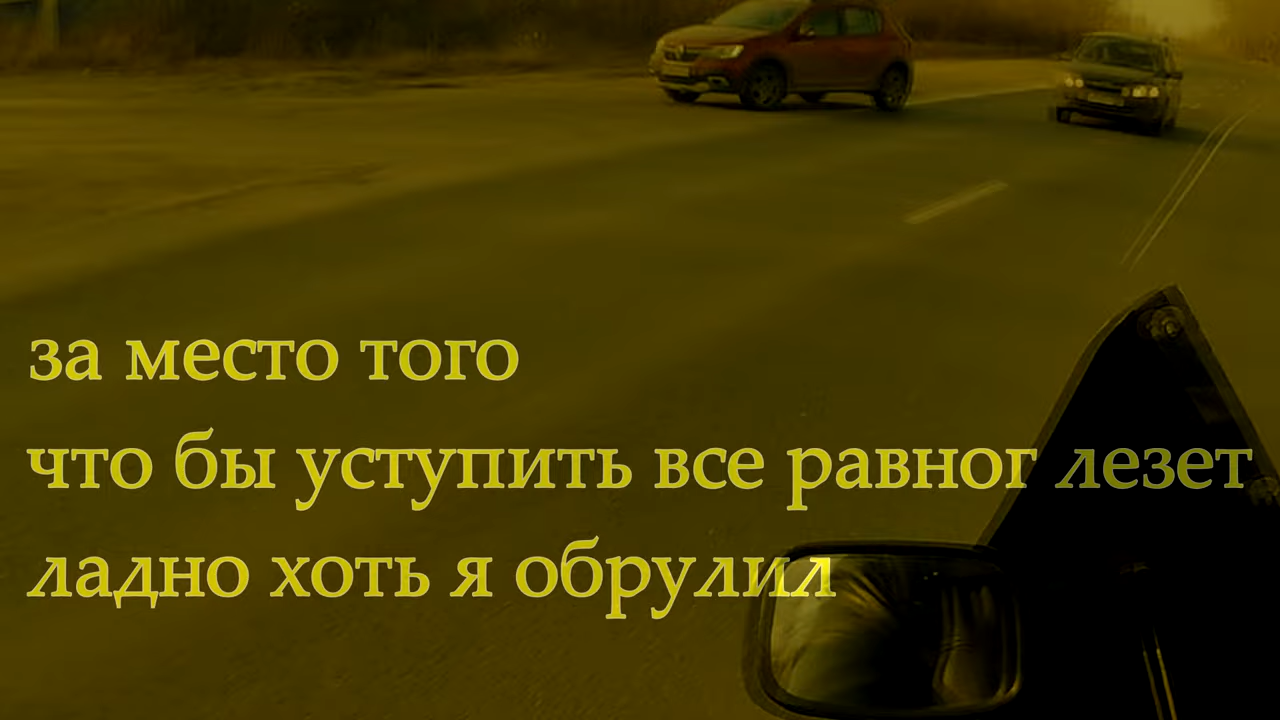 за место того
что бы уступить все равног лезет
ладно хоть я обрулил